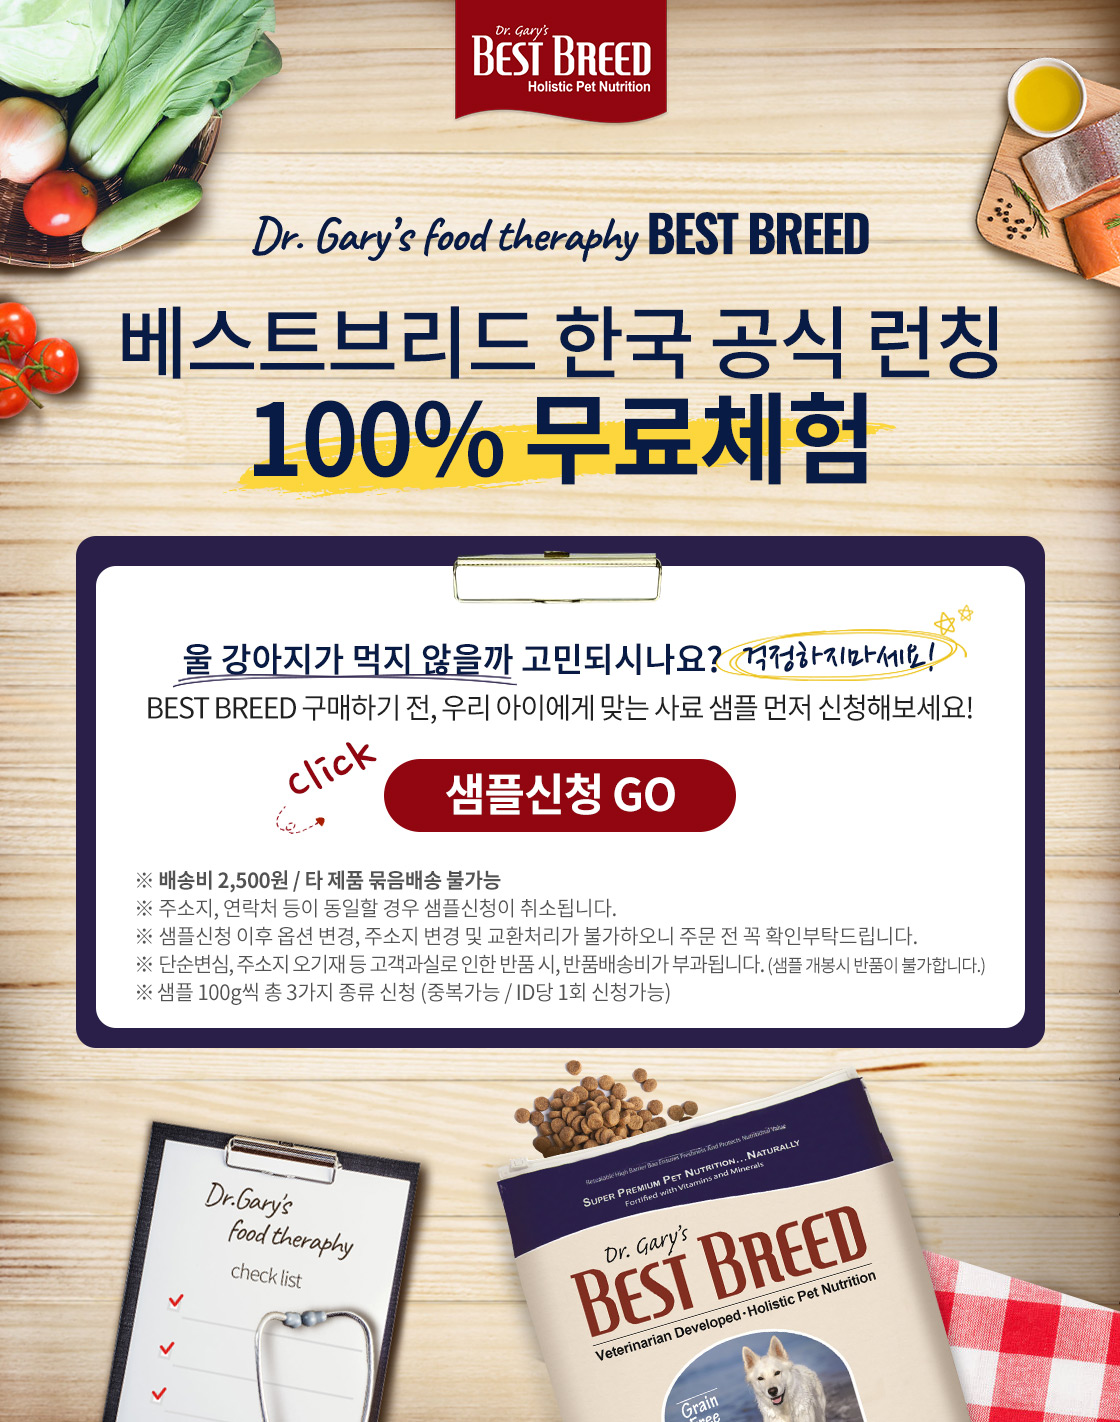 Dr. Gary's
BEST BREED
Holistic Pet Nutrition
Dr. Gary's food theraphy BEST BREED
베스트브리드 한국 공식 런칭
100% 무료체험
울 강아지가 먹지 않을까 고민되시나요? 걱정하지마세요!
BEST BREED 구매하기 전, 우리 아이에게 맞는 사료 샘플 먼저 신청해보세요!
click
샘플신청 GO
※ 배송비 2,500원 / 타 제품 묶음배송 불가능
※ 주소지, 연락처 등이 동일할 경우 샘플신청이 취소됩니다.
※ 샘플신청 이후 옵션 변경, 주소지 변경 및 교환처리가 불가하오니 주문 전 꼭 확인부탁드립니다.
※ 단순변심, 주소지 오기재 등 고객과실로 인한 반품 시, 반품배송비가 부과됩니다. (샘플 개봉시 반품이 불가합니다.)
※ 샘플 100g씩 총 3가지 종류 신청 (중복가능 / ID당 1회 신청가능)
Dr.Gary's
food theraphy
check list
Resealable High Barrier Bag Ensures Freshness And Protects Nutritional Value
SUPER PREMIUM PET NUTRITION...NATURALLY
Fortified with Vitamins and Minerals
Dr. Gary's
BEST BREED
Veterinarian Developed · Holistic Pet Nutrition
Grain
Free